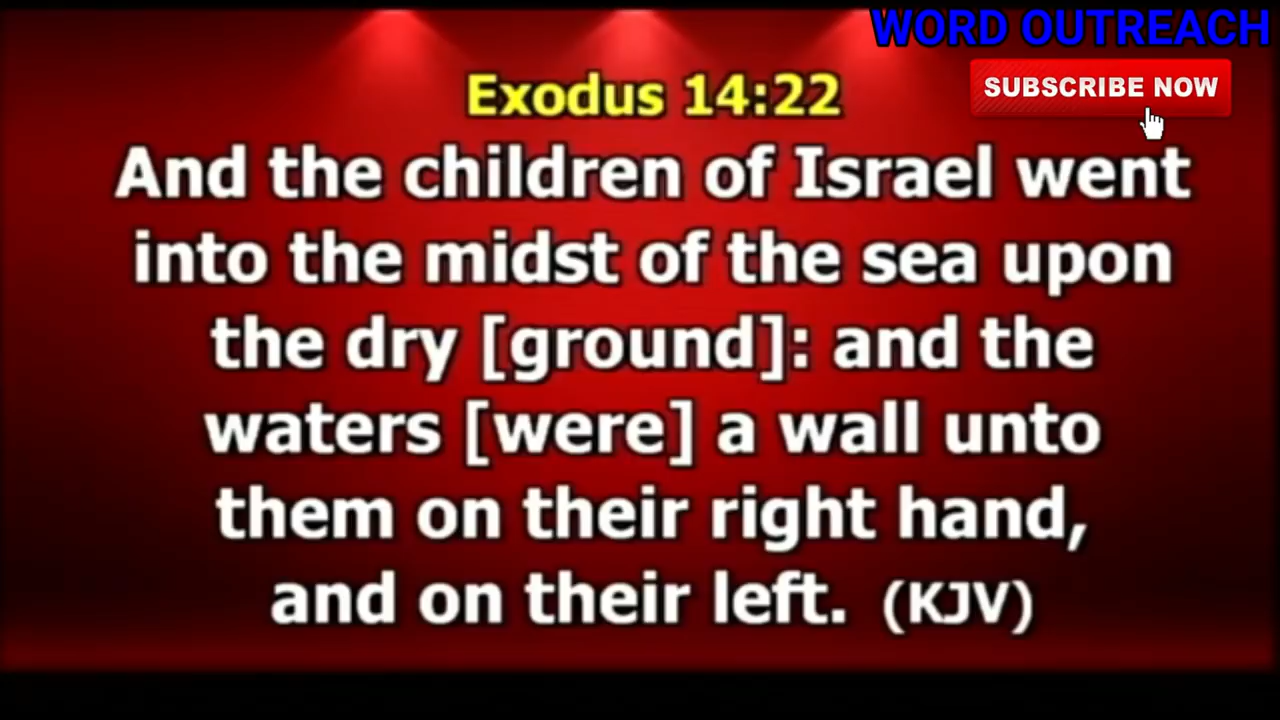 WORD OUTREACH
SUBSCRIBE NOW
Exodus 14:22
And the children of Israel went
into the midst of the sea upon
the dry [ground]: and the
waters [were] a wall unto
them on their right hand,
and on their left. (KJV)